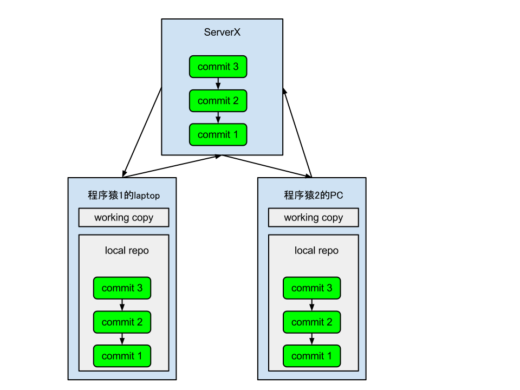 ServerX
commit 3
commit 2
commit 1
程序猿1的laptop
working copy
local repo
commit 3
commit 2
commit 1
程序猿2的PC
working copy
local repo
commit 3
commit 2
commit 1